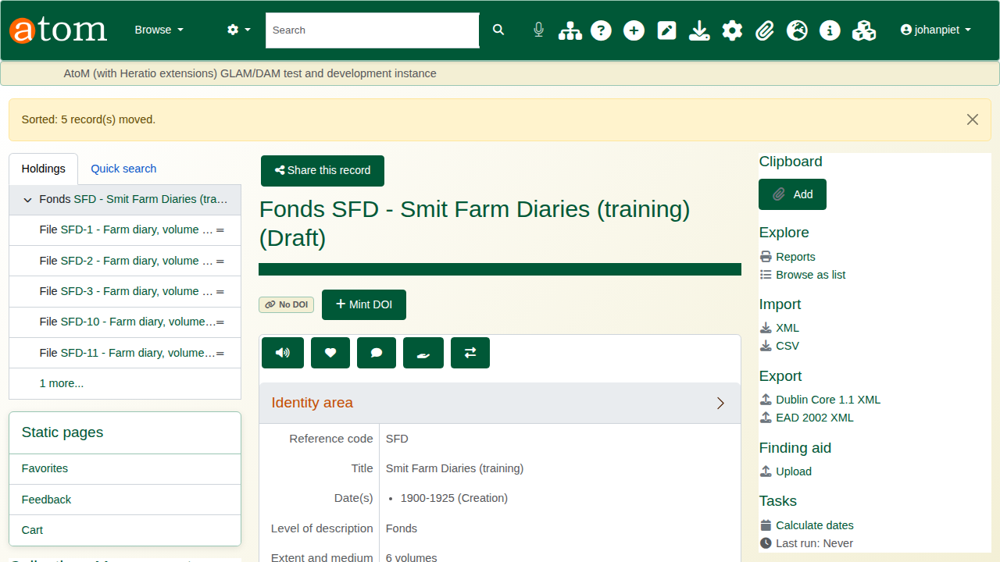 atom
Browse
Search
johanpiet
AtoM (with Heratio extensions) GLAM/DAM test and development instance
Sorted: 5 record(s) moved.
Holdings
Quick search
Fonds SFD - Smit Farm Diaries (tra…
File SFD-1 - Farm diary, volume …
File SFD-2 - Farm diary, volume …
File SFD-3 - Farm diary, volume …
File SFD-10 - Farm diary, volume…
File SFD-11 - Farm diary, volume…
1 more...
Static pages
Favorites
Feedback
Cart
Share this record
Fonds SFD - Smit Farm Diaries (training)
(Draft)
No DOI
Mint DOI
Identity area
Reference code
SFD
Title
Smit Farm Diaries (training)
Date(s)
• 1900-1925 (Creation)
Level of description
Fonds
Extent and medium
6 volumes
Clipboard
Add
Explore
Reports
Browse as list
Import
XML
CSV
Export
Dublin Core 1.1 XML
EAD 2002 XML
Finding aid
Upload
Tasks
Calculate dates
Last run: Never